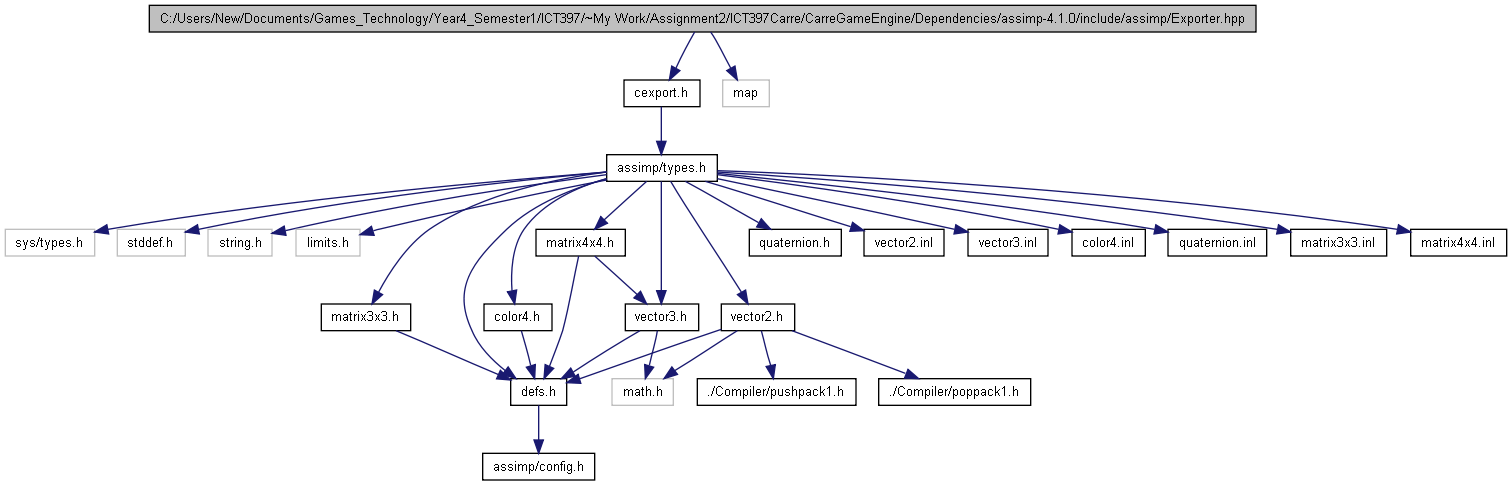 C:/Users/New/Documents/Games_Technology/Year4_Semester1/ICT397/~My Work/Assignment2/ICT397Carre/CarreGameEngine/Dependencies/assimp-4.1.0/include/assimp/Exporter.hpp
cexport.h
map
assimp/types.h
sys/types.h
stddef.h
string.h
limits.h
matrix4x4.h
quaternion.h
vector2.inl
vector3.inl
color4.inl
quaternion.inl
matrix3x3.inl
matrix4x4.inl
matrix3x3.h
color4.h
vector3.h
vector2.h
defs.h
math.h
./Compiler/pushpack1.h
./Compiler/poppack1.h
assimp/config.h